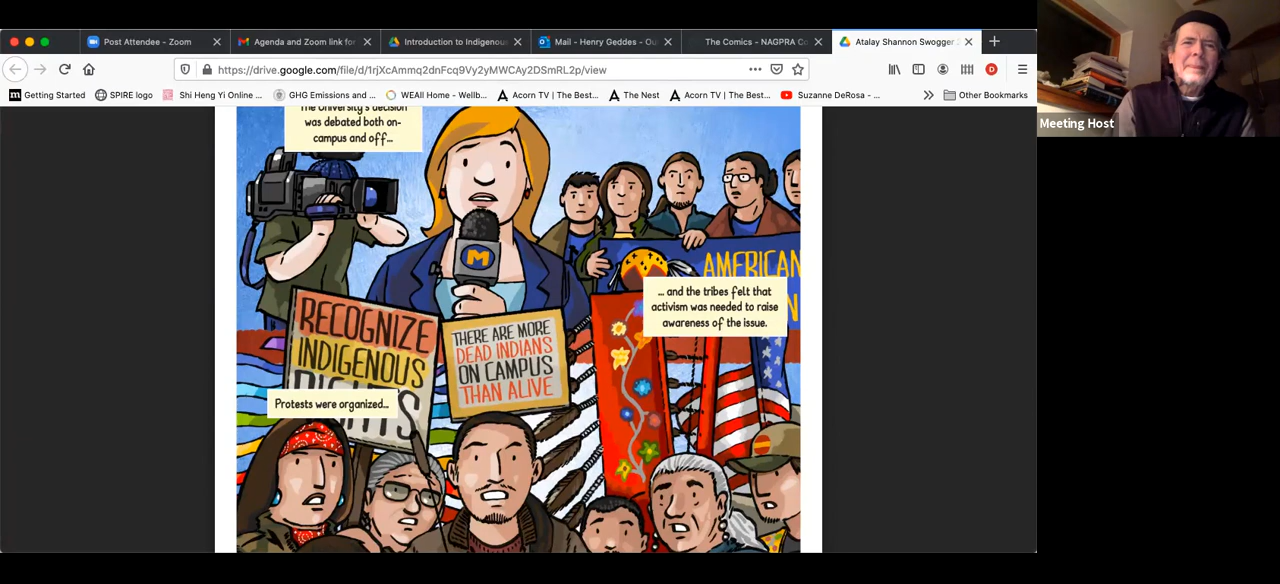 Post Attendee - Zoom
Agenda and Zoom link for
Introduction to Indigenou
Mail - Henry Geddes - Ou
The Comics - NAGPRA Co
Atalay Shannon Swogger
https://drive.google.com/file/d/1rjXcAmmq2dnFcq9Vy2yMWCAy2DSmRL2p/view
Getting Started
SPIRE logo
Shi Heng Yi Online ...
GHG Emissions and ...
WEAll Home - Wellb...
Acorn TV | The Best...
The Nest
Acorn TV | The Best...
Suzanne DeRosa - ...
Other Bookmarks
Meeting Host
The University's decision
was debated both on-
campus and off...
M
AMERICAN
... and the tribes felt that
activism was needed to raise
awareness of the issue.
RECOGNIZE
INDIGENOUS
RIGHTS
THERE ARE MORE
DEAD INDIANS
ON CAMPUS
THAN ALIVE
Protests were organized...